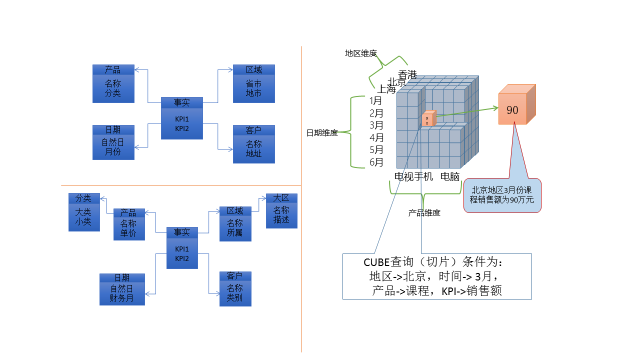 产品
名称
分类
区域
省市
地市
事实
KPI1
KPI2
日期
自然日
月份
客户
名称
地址
分类
大类
小类
产品
名称
单价
事实
KPI1
KPI2
区域
名称
所属
大区
名称
描述
日期
自然日
财务月
客户
名称
类别
地区维度
香港
北京
上海
1月
2月
3月
4月
5月
6月
日期维度
90
90
电视手机 电脑
产品维度
北京地区3月份课
程销售额为90万元
CUBE查询（切片）条件为：
地区->北京，时间-> 3月，
产品->课程，KPI->销售额